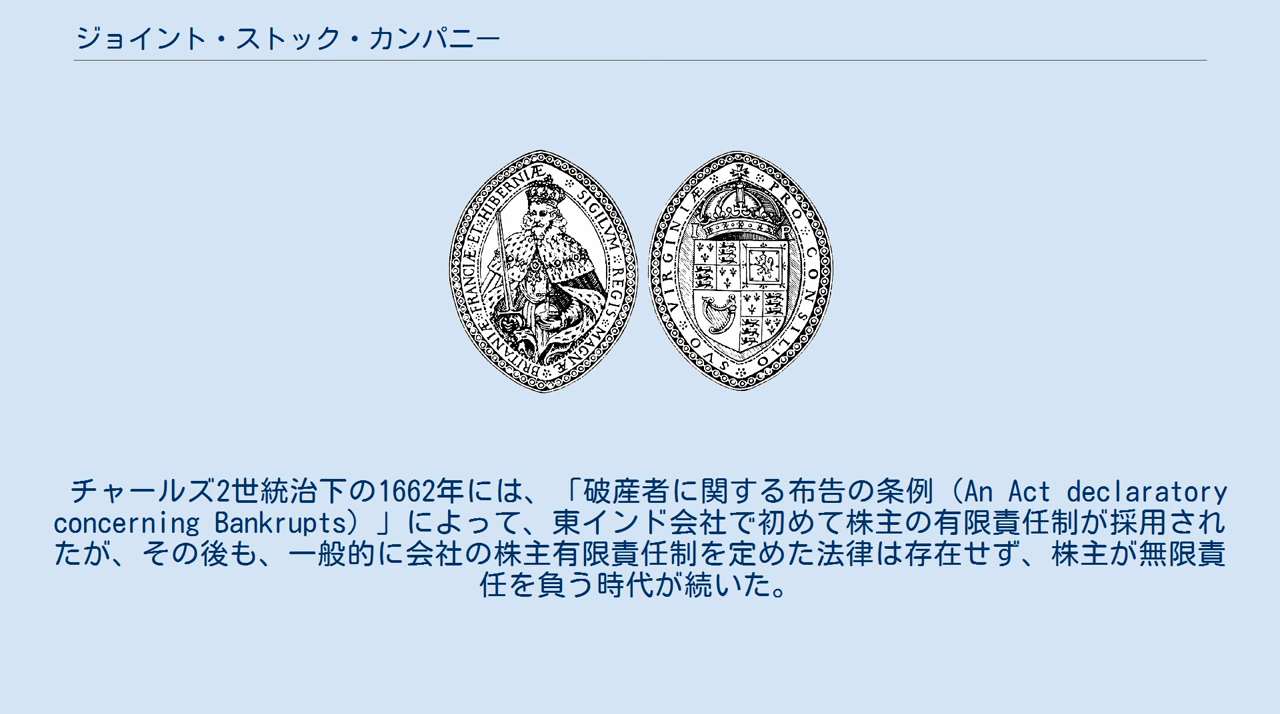 ジョイント・ストック・カンパニー
BRITANIÆ FRANCIÆ ET HIBERNIÆ SIGILVM REGIS MAGNÆ
SVO VIRGINIÆ PRO CONSILIO
チャールズ2世統治下の1662年には、「破産者に関する布告の条例（An Act declaratory
concerning Bankrupts）」によって、東インド会社で初めて株主の有限責任制が採用され
たが、その後も、一般的に会社の株主有限責任制を定めた法律は存在せず、株主が無限責
任を負う時代が続いた。